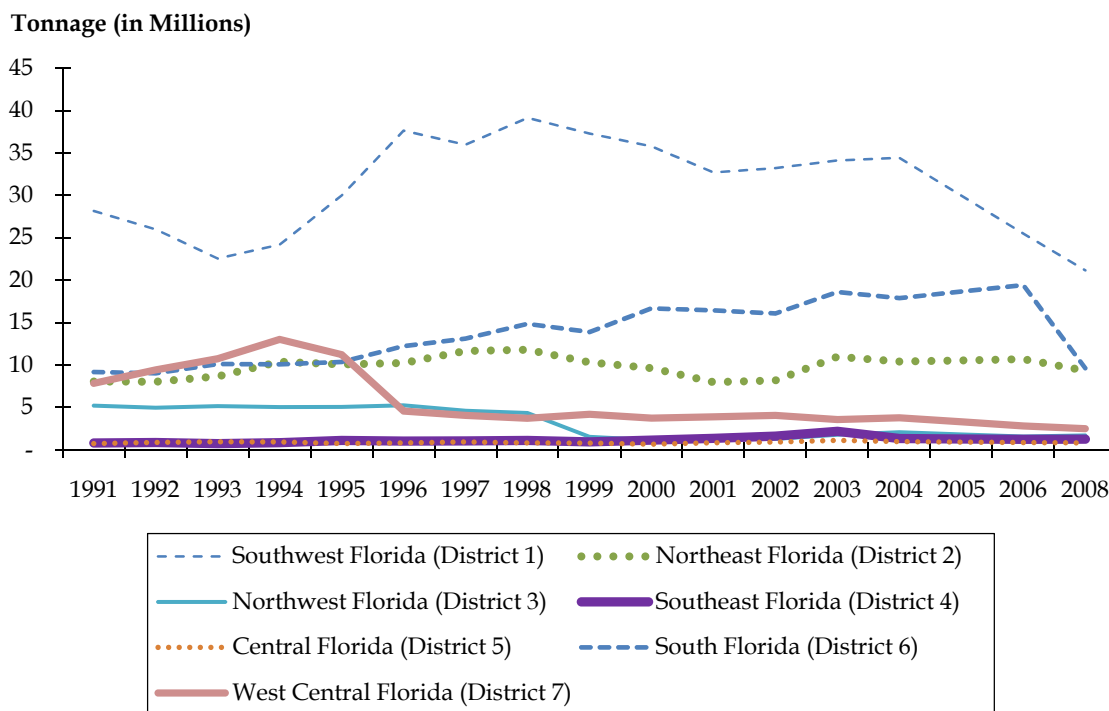 Tonnage (in Millions)
45
40
35
30
25
20
15
10
5
-
1991 1992 1993 1994 1995 1996 1997 1998 1999 2000 2001 2002 2003 2004 2005 2006 2008
Southwest Florida (District 1) Northeast Florida (District 2)
Northwest Florida (District 3) Southeast Florida (District 4)
Central Florida (District 5) South Florida (District 6)
West Central Florida (District 7)